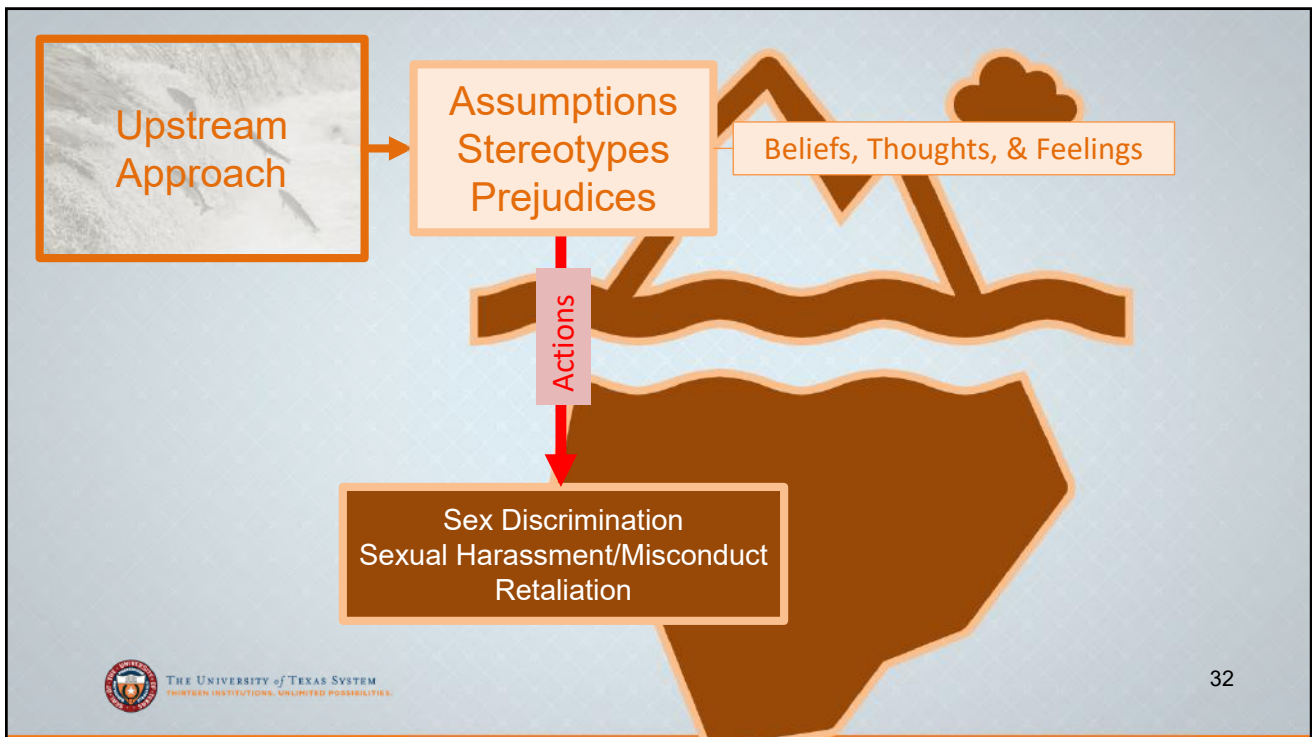 Upstream
Approach
Assumptions
Stereotypes
Prejudices
Beliefs, Thoughts, & Feelings
Actions
Sex Discrimination
Sexual Harassment/Misconduct
Retaliation
THE UNIVERSITY of TEXAS SYSTEM
THIRTEEN INSTITUTIONS. UNLIMITED POSSIBILITIES.
32